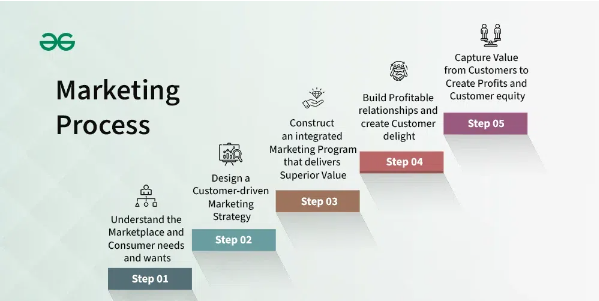 Marketing
Process
Understand the
Marketplace and
Consumer needs
and wants
Step 01
Design a
Customer-driven
Marketing
Strategy
Step 02
Construct
an integrated
Marketing Program
that delivers
Superior Value
Step 03
Build Profitable
relationships and
create Customer
delight
Step 04
Capture Value
from Customers to
Create Profits and
Customer equity
Step 05